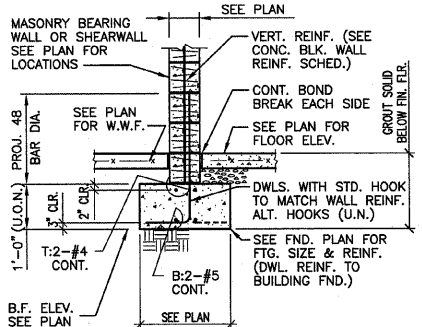 SEE PLAN
MASONRY BEARING
WALL OR SHEARWALL
SEE PLAN FOR
LOCATIONS
VERT. REINF. (SEE
CONC. BLK. WALL
REINF. SCHED.)
CONT. BOND
BREAK EACH SIDE
SEE PLAN
FOR W.W.F.
SEE PLAN FOR
FLOOR ELEV.
GROUT SOLID
BELOW FIN. FLR.
PROJ. 48
BAR DIA.
1'-0" (U.O.N.)
2" CLR.
3" CLR.
DWLS. WITH STD. HOOK
TO MATCH WALL REINF.
ALT. HOOKS (U.N.)
T:2-#4
CONT.
B:2-#5
CONT.
SEE FND. PLAN FOR
FTG. SIZE & REINF.
(DWL. REINF. TO
BUILDING FND.)
B.F. ELEV.
SEE PLAN
SEE PLAN